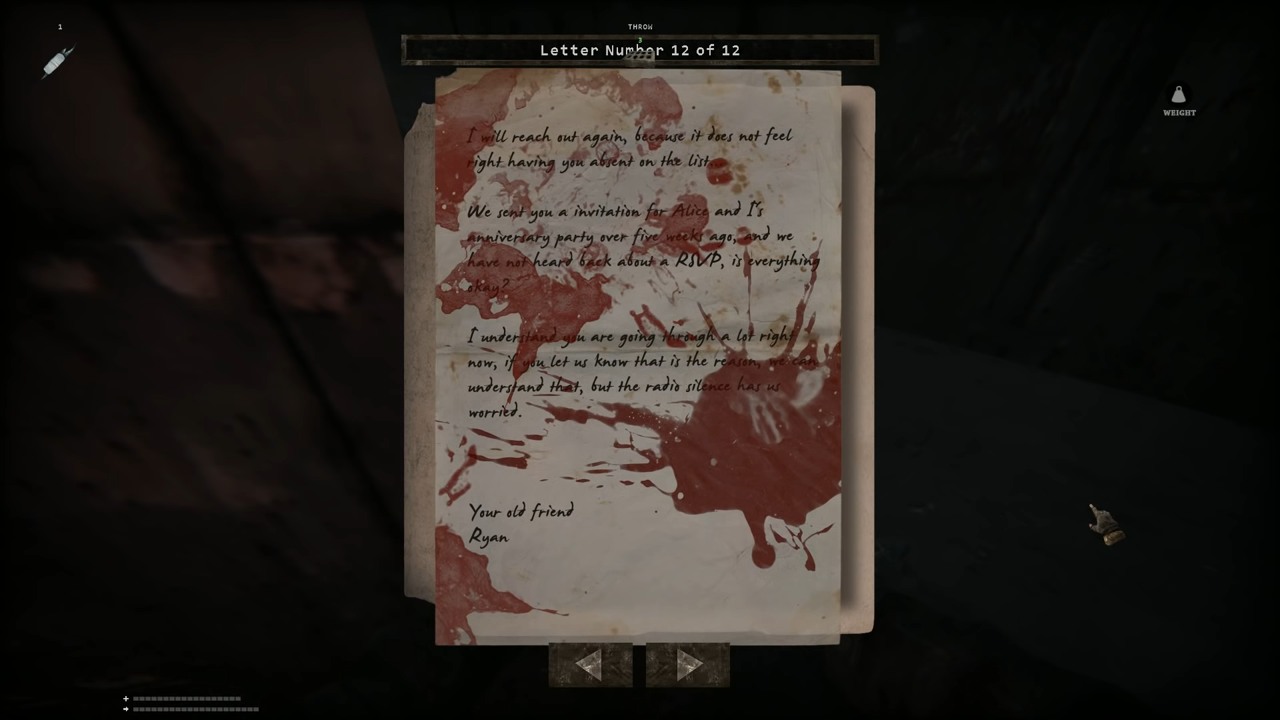 1
THROW
3
Letter Number 12 of 12
WEIGHT
I will reach out again, because it does not feel
right having you absent on the list.
We sent you a invitation for Alice and I's
anniversary party over five weeks ago, and we
have not heard back about a RSVP, is everything
okay?
I understand you are going through a lot right
now, if you let us know that is the reason, we can
understand that, but the radio silence has us
worried.
Your old friend
Ryan